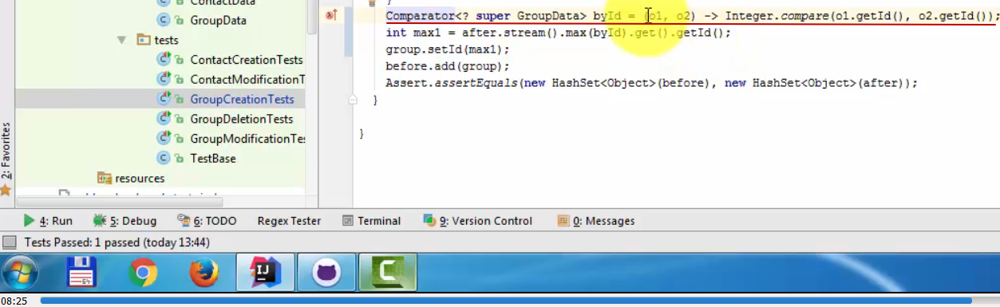 ContactData
GroupData
tests
ContactCreationTests
ContactModificationT
GroupCreationTests
GroupDeletionTests
GroupModificationTes
TestBase
resources
2: Favorites
}
Comparator<? super GroupData> byId = (o1, o2) -> Integer.compare(o1.getId(), o2.getId());
int max1 = after.stream().max(byId).get().getId();
group.setId(max1);
before.add(group);
Assert.assertEquals(new HashSet<Object>(before), new HashSet<Object>(after));
}
}
4: Run 5: Debug 6: TODO Regex Tester Terminal 9: Version Control 0: Messages
Tests Passed: 1 passed (today 13:44)
64
IJ
C
08:25